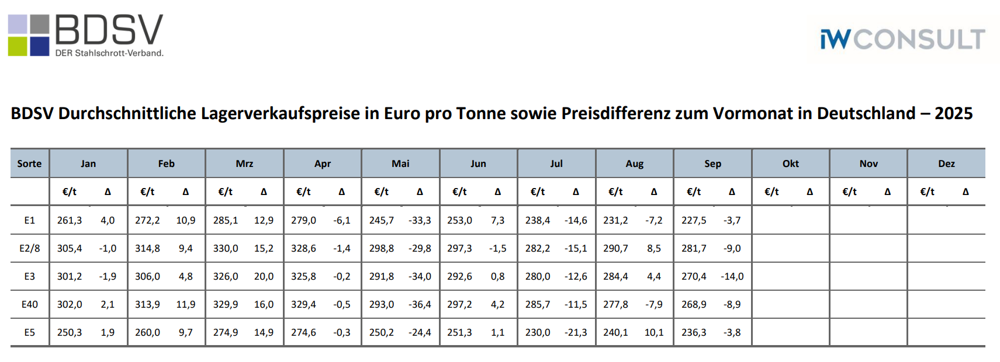 BDSV
DER Stahlschrott-Verband.
iWCONSULT
BDSV Durchschnittliche Lagerverkaufspreise in Euro pro Tonne sowie Preisdifferenz zum Vormonat in Deutschland – 2025
Sorte Jan Feb Mrz Apr Mai Jun Jul Aug Sep Okt Nov Dez
€/t Δ €/t Δ €/t Δ €/t Δ €/t Δ €/t Δ €/t Δ €/t Δ €/t Δ €/t Δ €/t Δ €/t Δ
E1 261,3 4,0 272,2 10,9 285,1 12,9 279,0 -6,1 245,7 -33,3 253,0 7,3 238,4 -14,6 231,2 -7,2 227,5 -3,7
E2/8 305,4 -1,0 314,8 9,4 330,0 15,2 328,6 -1,4 298,8 -29,8 297,3 -1,5 282,2 -15,1 290,7 8,5 281,7 -9,0
E3 301,2 -1,9 306,0 4,8 326,0 20,0 325,8 -0,2 291,8 -34,0 292,6 0,8 280,0 -12,6 284,4 4,4 270,4 -14,0
E40 302,0 2,1 313,9 11,9 329,9 16,0 329,4 -0,5 293,0 -36,4 297,2 4,2 285,7 -11,5 277,8 -7,9 268,9 -8,9
E5 250,3 1,9 260,0 9,7 274,9 14,9 274,6 -0,3 250,2 -24,4 251,3 1,1 230,0 -21,3 240,1 10,1 236,3 -3,8